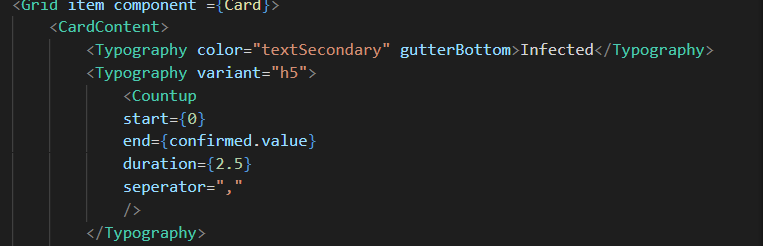 <Grid item component ={Card}>
<CardContent>
<Typography color="textSecondary" gutterBottom>Infected</Typography>
<Typography variant="h5">
<Countup
start={0}
end={confirmed.value}
duration={2.5}
seperator=","
/>
</Typography>